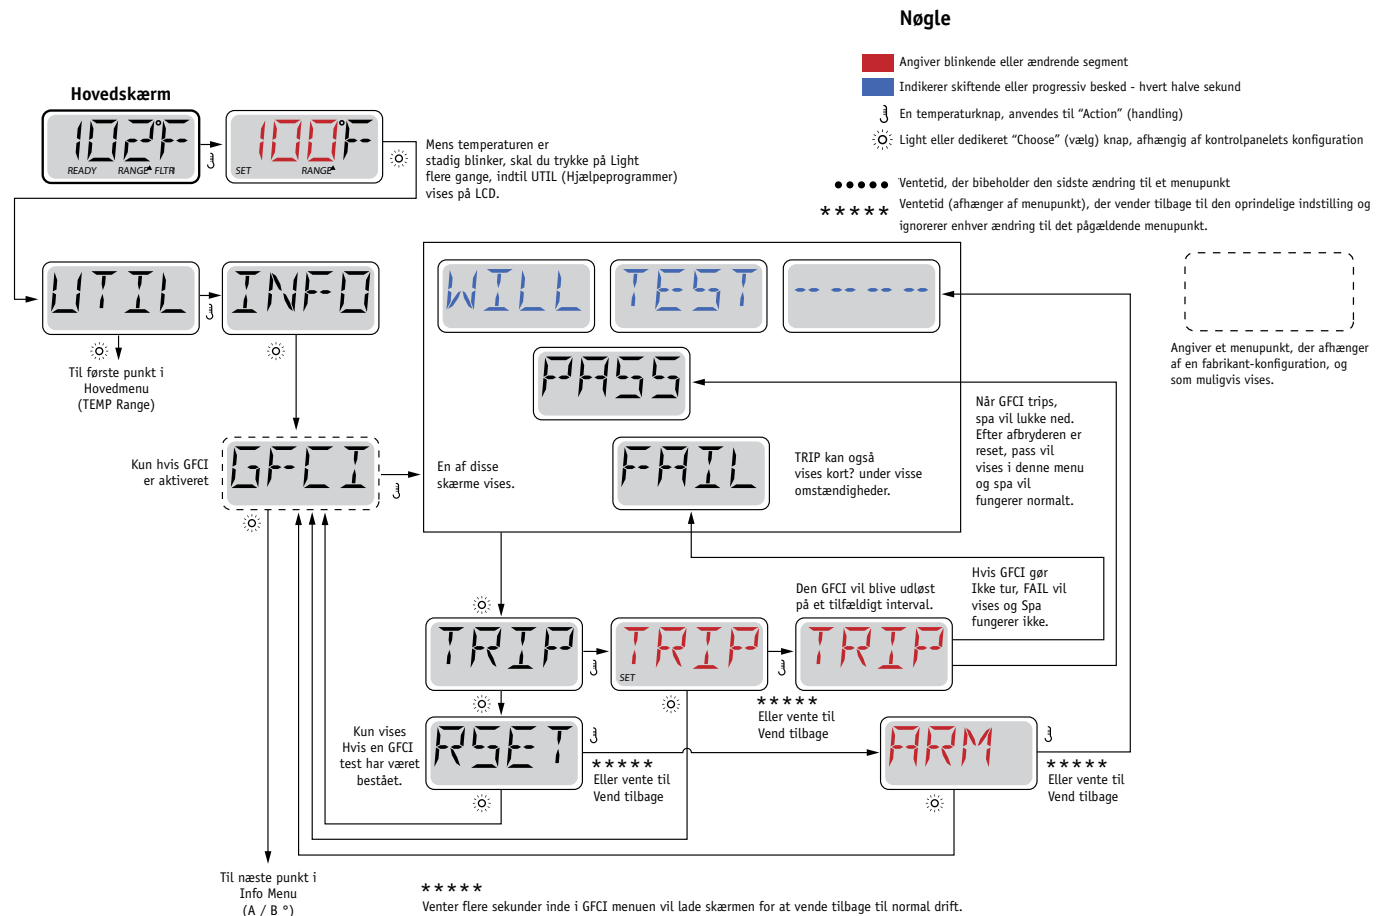 Nøgle
Angiver blinkende eller ændrende segment
Indikerer skiftende eller progressiv besked - hvert halve sekund
En temperaturknap, anvendes til “Action” (handling)
Light eller dedikeret “Choose” (vælg) knap, afhængig af kontrolpanelets konfiguration
••••• Ventetid, der bibeholder den sidste ændring til et menupunkt
***** Ventetid (afhænger af menupunkt), der vender tilbage til den oprindelige indstilling og
ignorerer enhver ændring til det pågældende menupunkt.
Hovedskærm
102°F
READY RANGE FLTR
100°F
SET RANGE
Mens temperaturen er
stadig blinker, skal du trykke på Light
flere gange, indtil UTIL (Hjælpeprogrammer)
vises på LCD.
UTIL
INFO
WILL
TEST
-- -- -- --
Angiver et menupunkt, der afhænger
af en fabrikant-konfiguration, og
som muligvis vises.
Til første punkt i
Hovedmenu
(TEMP Range)
PASS
Når GFCI trips,
spa vil lukke ned.
Efter afbryderen er
reset, pass vil
vises i denne menu
og spa vil
fungerer normalt.
Kun hvis GFCI
er aktiveret
GFCI
En af disse
skærme vises.
FAIL
TRIP kan også
vises kort? under visse
omstændigheder.
Hvis GFCI gør
Ikke tur, FAIL vil
vises og Spa
fungerer ikke.
Den GFCI vil blive udløst
på et tilfældigt interval.
TRIP
TRIP
SET
TRIP
*****
Eller vente til
Vend tilbage
Kun vises
Hvis en GFCI
test har været
bestået.
RSET
*****
Eller vente til
Vend tilbage
ARM
*****
Eller vente til
Vend tilbage
Til næste punkt i
Info Menu
(A / B °)
*****
Venter flere sekunder inde i GFCI menuen vil lade skærmen for at vende tilbage til normal drift.